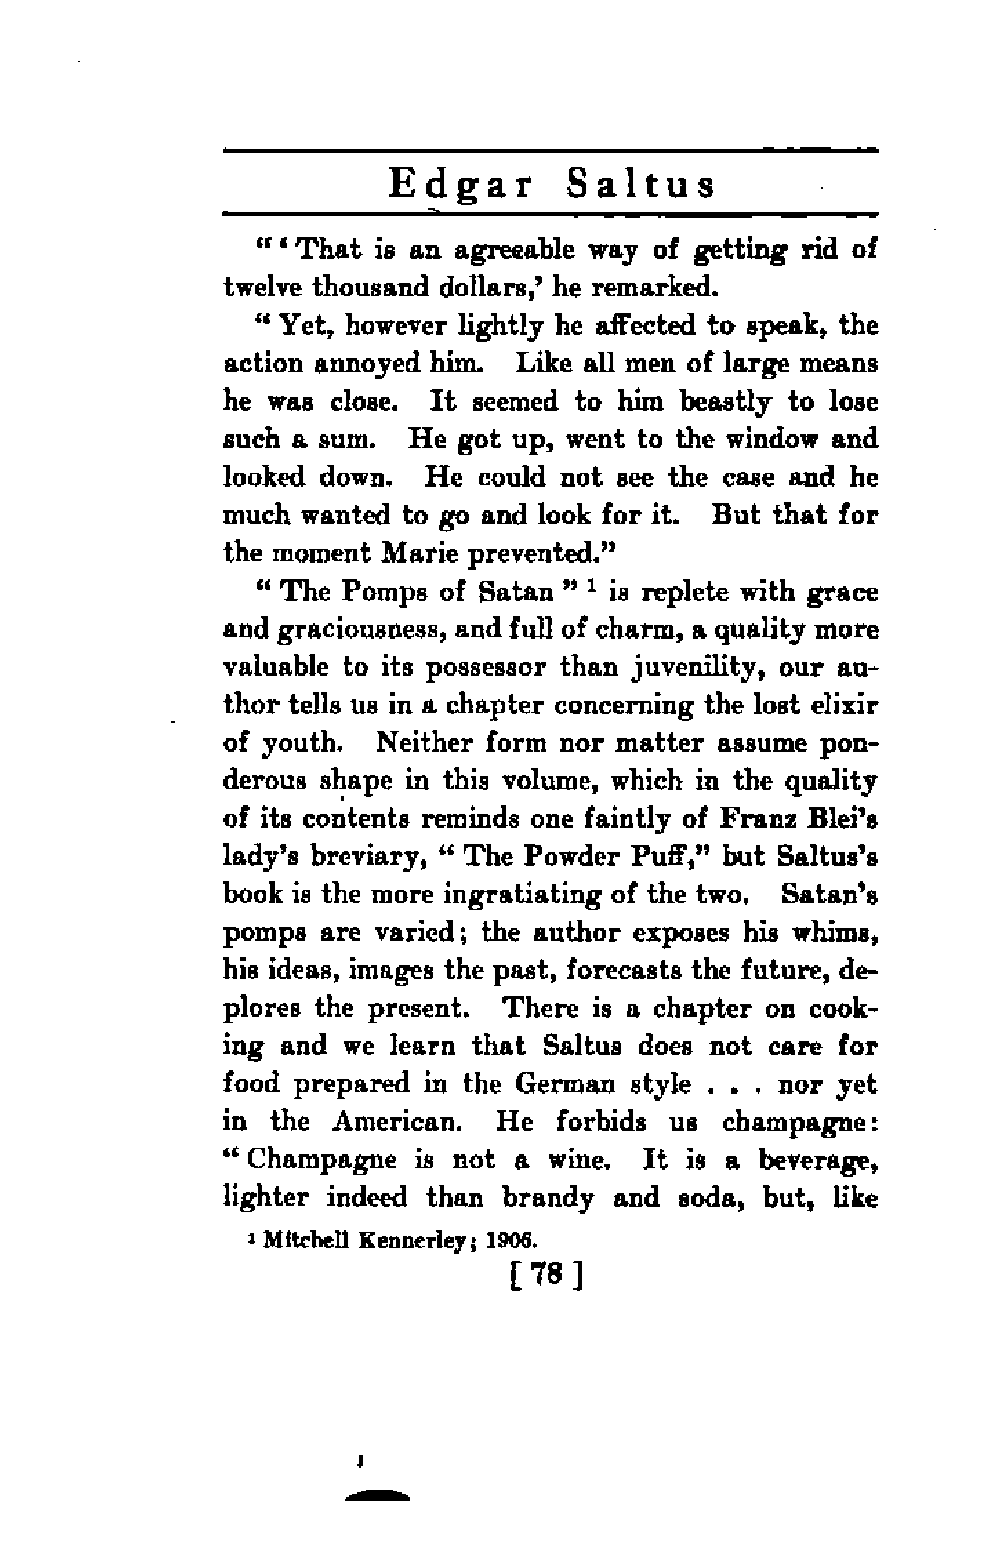 Edgar Saltus
“‘That is an agreeable way of getting rid of
twelve thousand dollars,’ he remarked.
“Yet, however lightly he affected to speak, the
action annoyed him. Like all men of large means
he was close. It seemed to him beastly to lose
such a sum. He got up, went to the window and
looked down. He could not see the case and he
much wanted to go and look for it. But that for
the moment Marie prevented.”
“The Pomps of Satan” 1 is replete with grace
and graciousness, and full of charm, a quality more
valuable to its possessor than juvenility, our au-
thor tells us in a chapter concerning the lost elixir
of youth. Neither form nor matter assume pon-
derous shape in this volume, which in the quality
of its contents reminds one faintly of Franz Blei’s
lady’s breviary, “The Powder Puff,” but Saltus’s
book is the more ingratiating of the two. Satan’s
pomps are varied; the author exposes his whims,
his ideas, images the past, forecasts the future, de-
plores the present. There is a chapter on cook-
ing and we learn that Saltus does not care for
food prepared in the German style . . . nor yet
in the American. He forbids us champagne:
“Champagne is not a wine. It is a beverage,
lighter indeed than brandy and soda, but, like
1 Mitchell Kennerley; 1906.
[ 78 ]